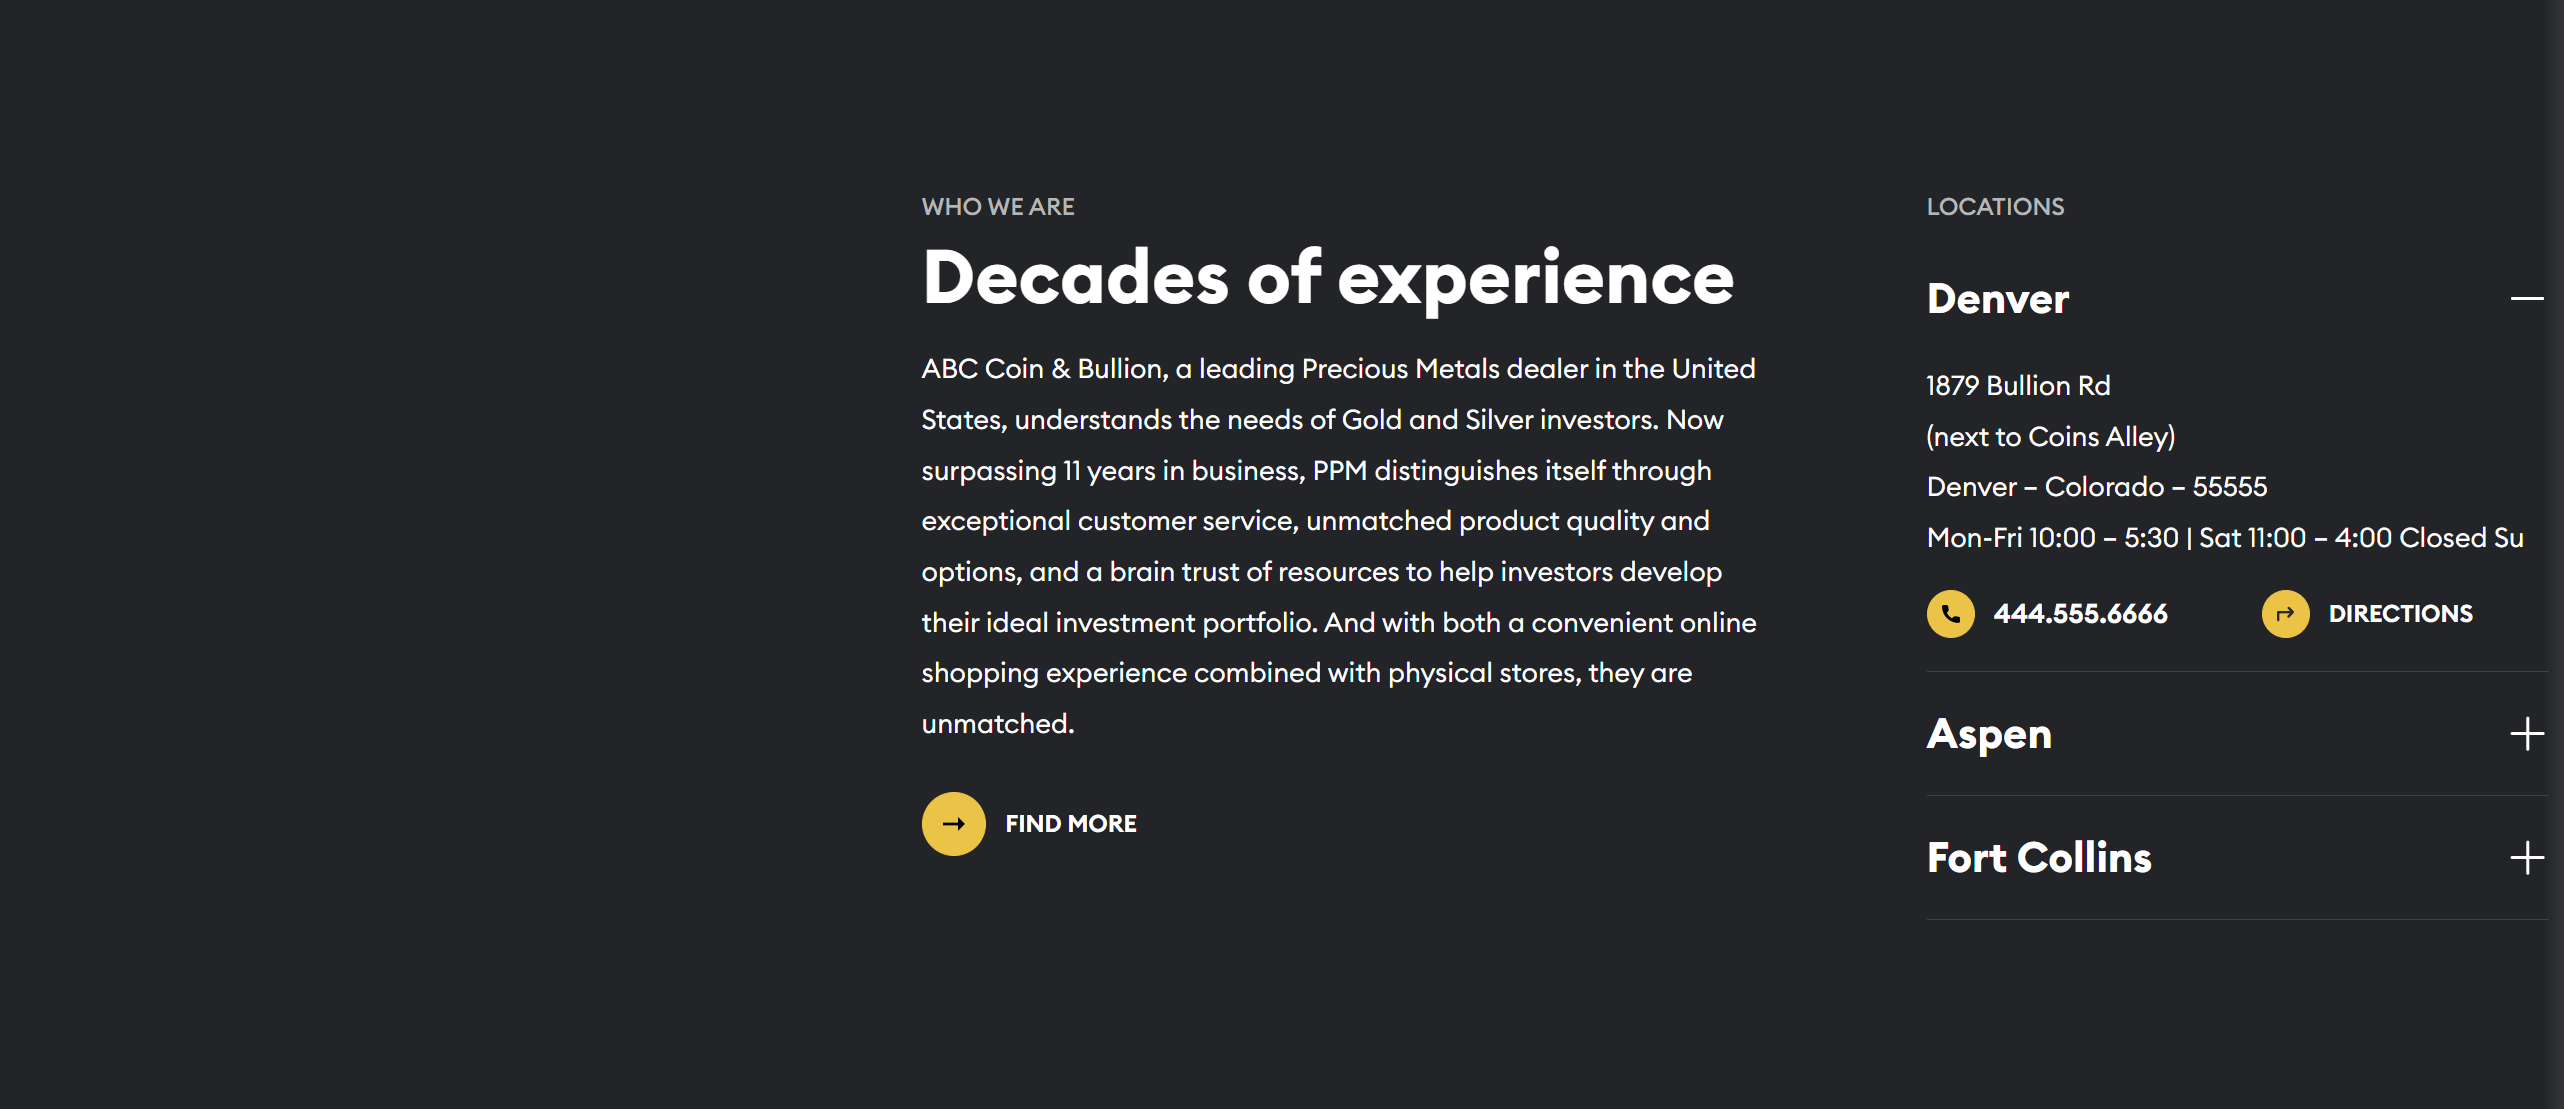 WHO WE ARE
Decades of experience
ABC Coin & Bullion, a leading Precious Metals dealer in the United
States, understands the needs of Gold and Silver investors. Now
surpassing 11 years in business, PPM distinguishes itself through
exceptional customer service, unmatched product quality and
options, and a brain trust of resources to help investors develop
their ideal investment portfolio. And with both a convenient online
shopping experience combined with physical stores, they are
unmatched.
FIND MORE
LOCATIONS
Denver
1879 Bullion Rd
(next to Coins Alley)
Denver – Colorado – 55555
Mon-Fri 10:00 – 5:30 | Sat 11:00 – 4:00 Closed Su
444.555.6666
DIRECTIONS
Aspen
Fort Collins